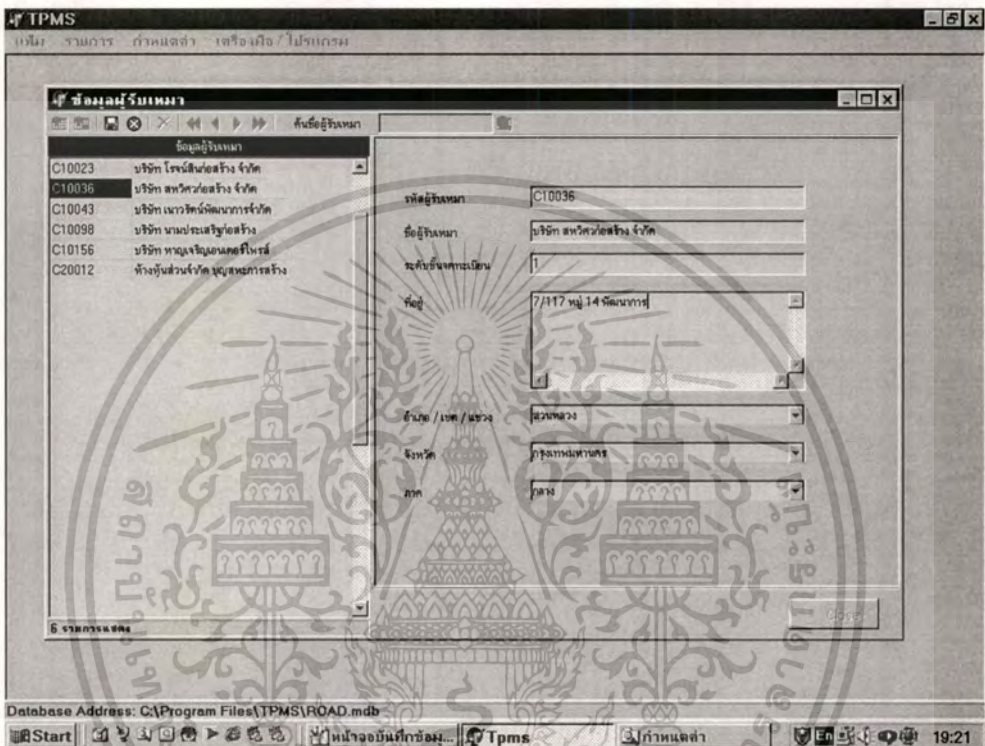 TPMS
แฟ้ม รายการ กำหนดค่า เครื่องมือ / โปรแกรม
ข้อมูลผู้รับเหมา
ค้นชื่อผู้รับเหมา
ข้อมูลผู้รับเหมา
C10023 บริษัท โรจน์สินก่อสร้าง จำกัด
C10036 บริษัท สหวิศวก่อสร้าง จำกัด
C10043 บริษัท เนาวรัตน์พัฒนาการจำกัด
C10098 บริษัท นามประเสริฐก่อสร้าง
C10156 บริษัท หาญเจริญเอนเตอร์ไพรส์
C20012 ห้างหุ้นส่วนจำกัด บุญสหะการสร้าง
รหัสผู้รับเหมา C10036
ชื่อผู้รับเหมา บริษัท สหวิศวก่อสร้าง จำกัด
ระดับชั้นจดทะเบียน 1
ที่อยู่ 7/117 หมู่ 14 พัฒนาการ
อำเภอ / เขต / แขวง สวนหลวง
จังหวัด กรุงเทพมหานคร
ภาค กลาง
Close
6 รายการแสดง
Database Address: C:\Program Files\TPMS\ROAD.mdb
Start หน้าจอบันทึกข้อมู... Tpms กำหนดค่า En 19:21